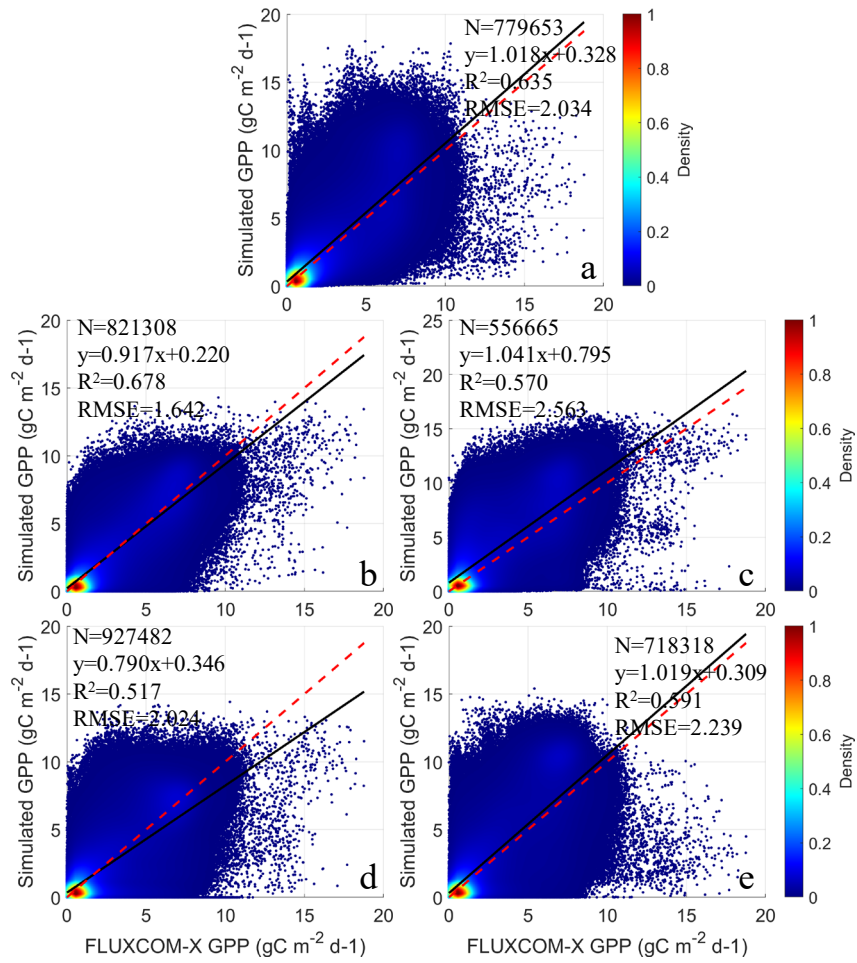 20
15
10
5
0
Simulated GPP (gC m-2 d-1)
N=779653
y=1.018x+0.328
R2=0.635
RMSE=2.034
a
0 5 10 15 20
1
0.8
0.6
0.4
0.2
0
Density
20
15
10
5
0
Simulated GPP (gC m-2 d-1)
N=821308
y=0.917x+0.220
R2=0.678
RMSE=1.642
b
0 5 10 15 20
25
20
15
10
5
0
Simulated GPP (gC m-2 d-1)
N=556665
y=1.041x+0.795
R2=0.570
RMSE=2.563
c
0 5 10 15 20
1
0.8
0.6
0.4
0.2
0
Density
20
15
10
5
0
Simulated GPP (gC m-2 d-1)
N=927482
y=0.790x+0.346
R2=0.517
RMSE=2.024
d
0 5 10 15 20
FLUXCOM-X GPP (gC m-2 d-1)
20
15
10
5
0
Simulated GPP (gC m-2 d-1)
N=718318
y=1.019x+0.309
R2=0.591
RMSE=2.239
e
0 5 10 15 20
FLUXCOM-X GPP (gC m-2 d-1)
1
0.8
0.6
0.4
0.2
0
Density